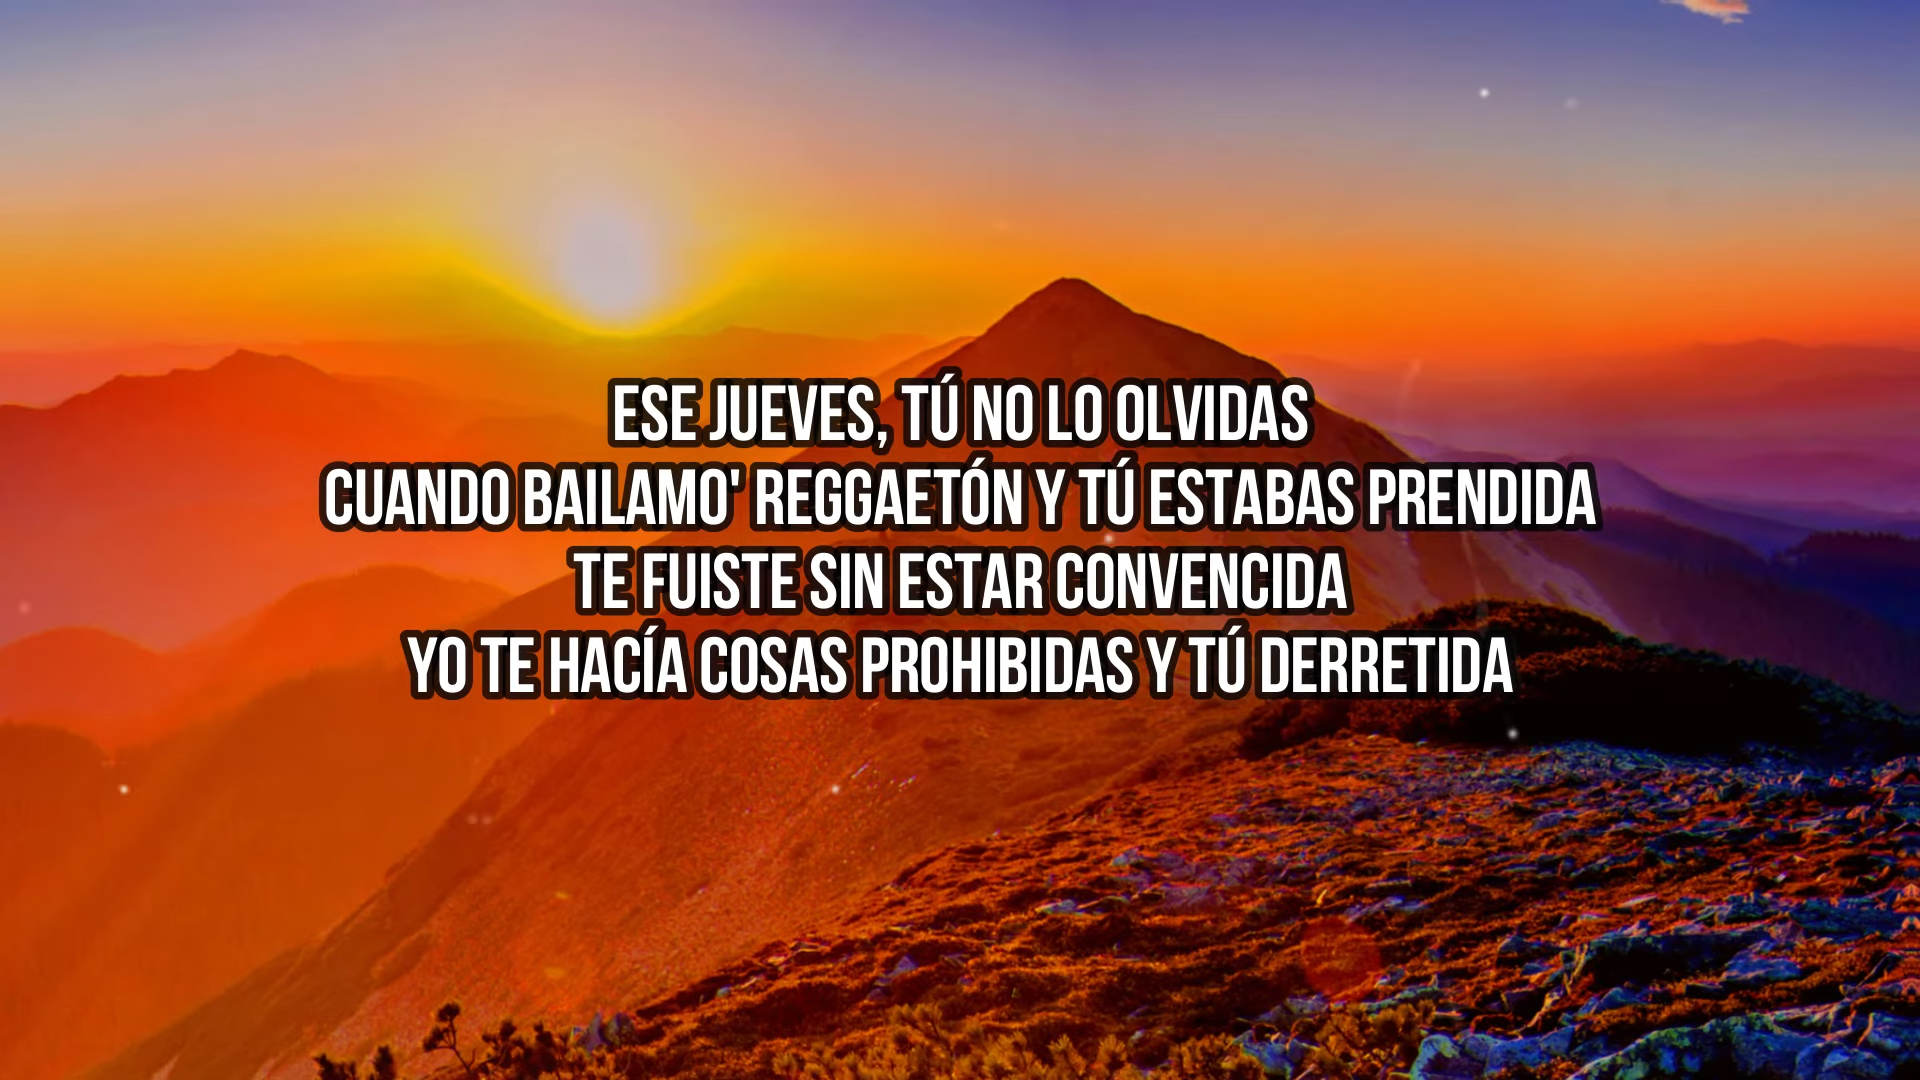 ESE JUEVES, TÚ NO LO OLVIDAS
CUANDO BAILAMO' REGGAETÓN Y TÚ ESTABAS PRENDIDA
TE FUISTE SIN ESTAR CONVENCIDA
YO TE HACÍA COSAS PROHIBIDAS Y TÚ DERRETIDA